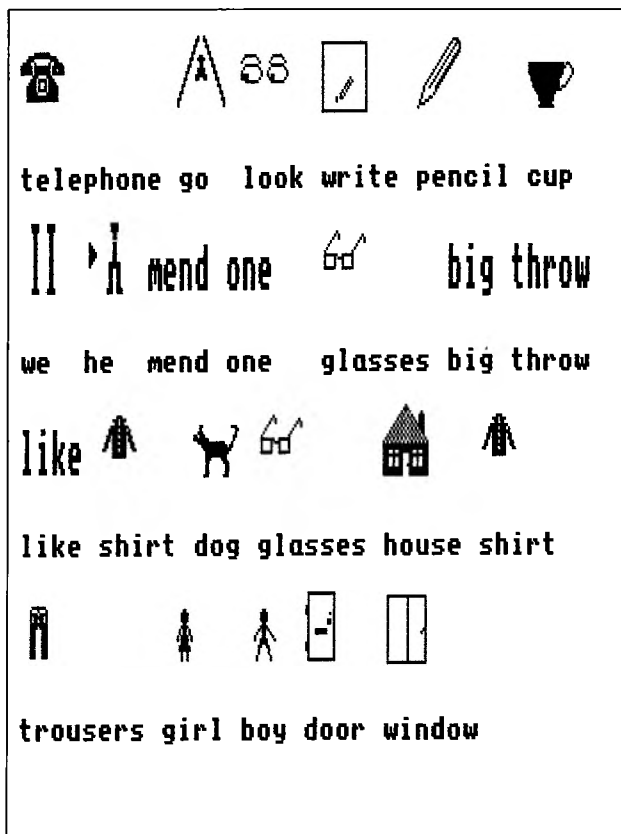 telephone go look write pencil cup
mend one big throw
we he mend one glasses big throw
like
like shirt dog glasses house shirt
trousers girl boy door window